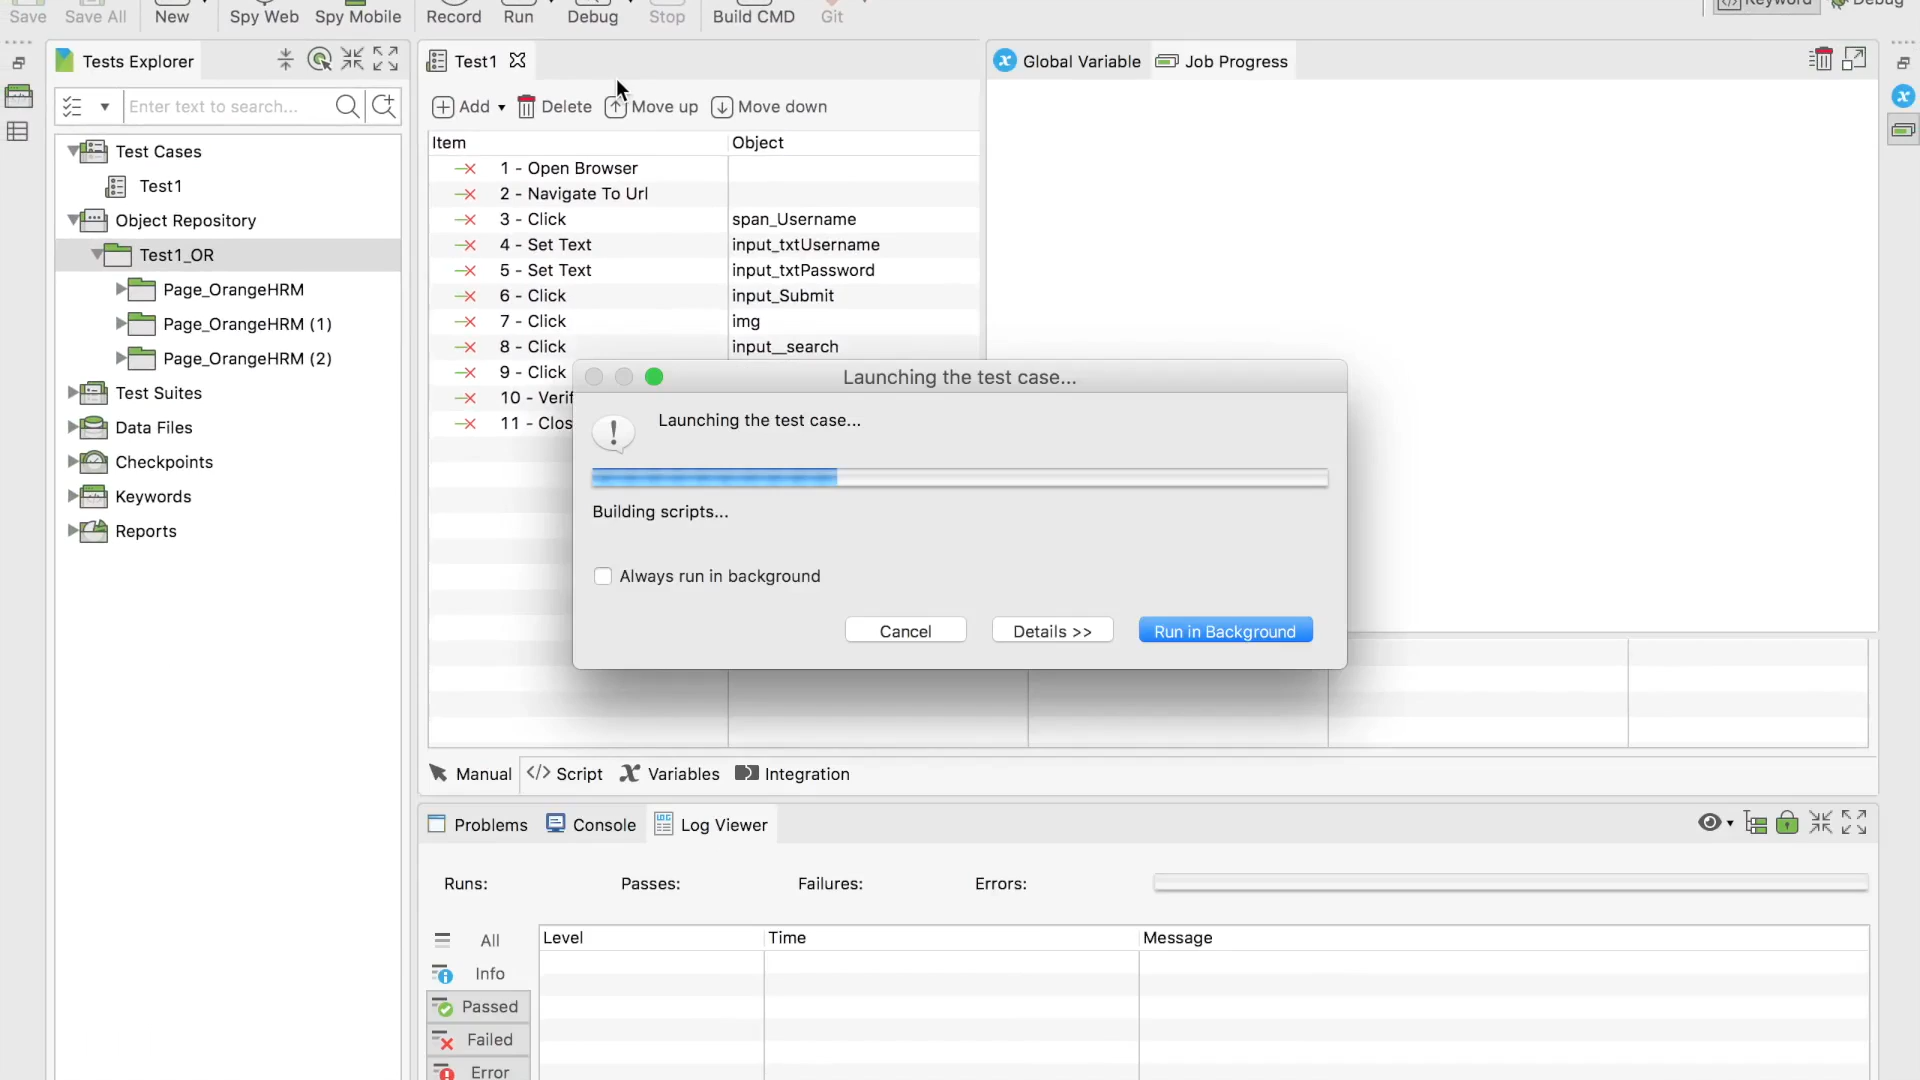 Save Save All New Spy Web Spy Mobile Record Run Debug Stop Build CMD Git Keyword Debug
Tests Explorer
Enter text to search...
Test Cases
Test1
Object Repository
Test1_OR
Page_OrangeHRM
Page_OrangeHRM (1)
Page_OrangeHRM (2)
Test Suites
Data Files
Checkpoints
Keywords
Reports
Test1
Add Delete Move up Move down
Item Object
1 - Open Browser
2 - Navigate To Url
3 - Click span_Username
4 - Set Text input_txtUsername
5 - Set Text input_txtPassword
6 - Click input_Submit
7 - Click img
8 - Click input__search
9 - Click
10 - Verif
11 - Clos
Global Variable Job Progress
Launching the test case...
Launching the test case...
Building scripts...
Always run in background
Cancel Details >> Run in Background
Manual </> Script Variables Integration
Problems Console Log Viewer
Runs: Passes: Failures: Errors:
All
Info
Passed
Failed
Error
Level Time Message